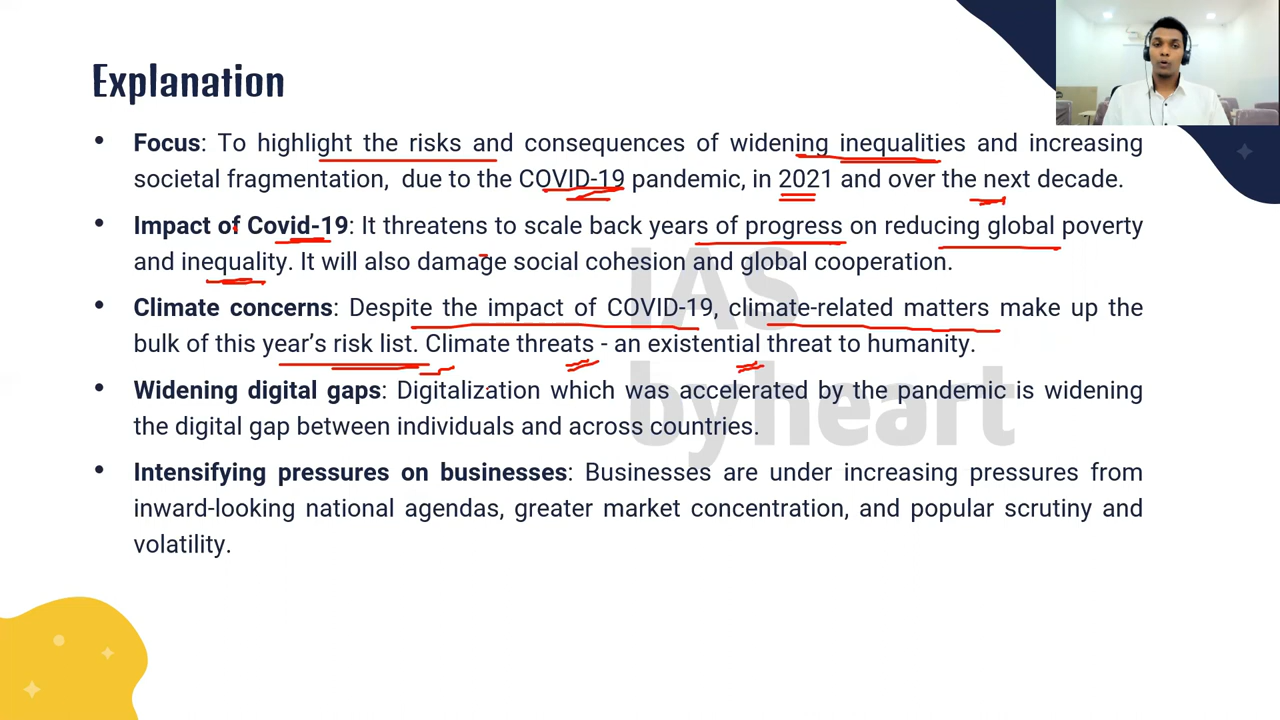 Explanation
• Focus: To highlight the risks and consequences of widening inequalities and increasing
societal fragmentation, due to the COVID-19 pandemic, in 2021 and over the next decade.
• Impact of Covid-19: It threatens to scale back years of progress on reducing global poverty
and inequality. It will also damage social cohesion and global cooperation.
• Climate concerns: Despite the impact of COVID-19, climate-related matters make up the
bulk of this year's risk list. Climate threats - an existential threat to humanity.
• Widening digital gaps: Digitalization which was accelerated by the pandemic is widening
the digital gap between individuals and across countries.
• Intensifying pressures on businesses: Businesses are under increasing pressures from
inward-looking national agendas, greater market concentration, and popular scrutiny and
volatility.
IAS
byheart